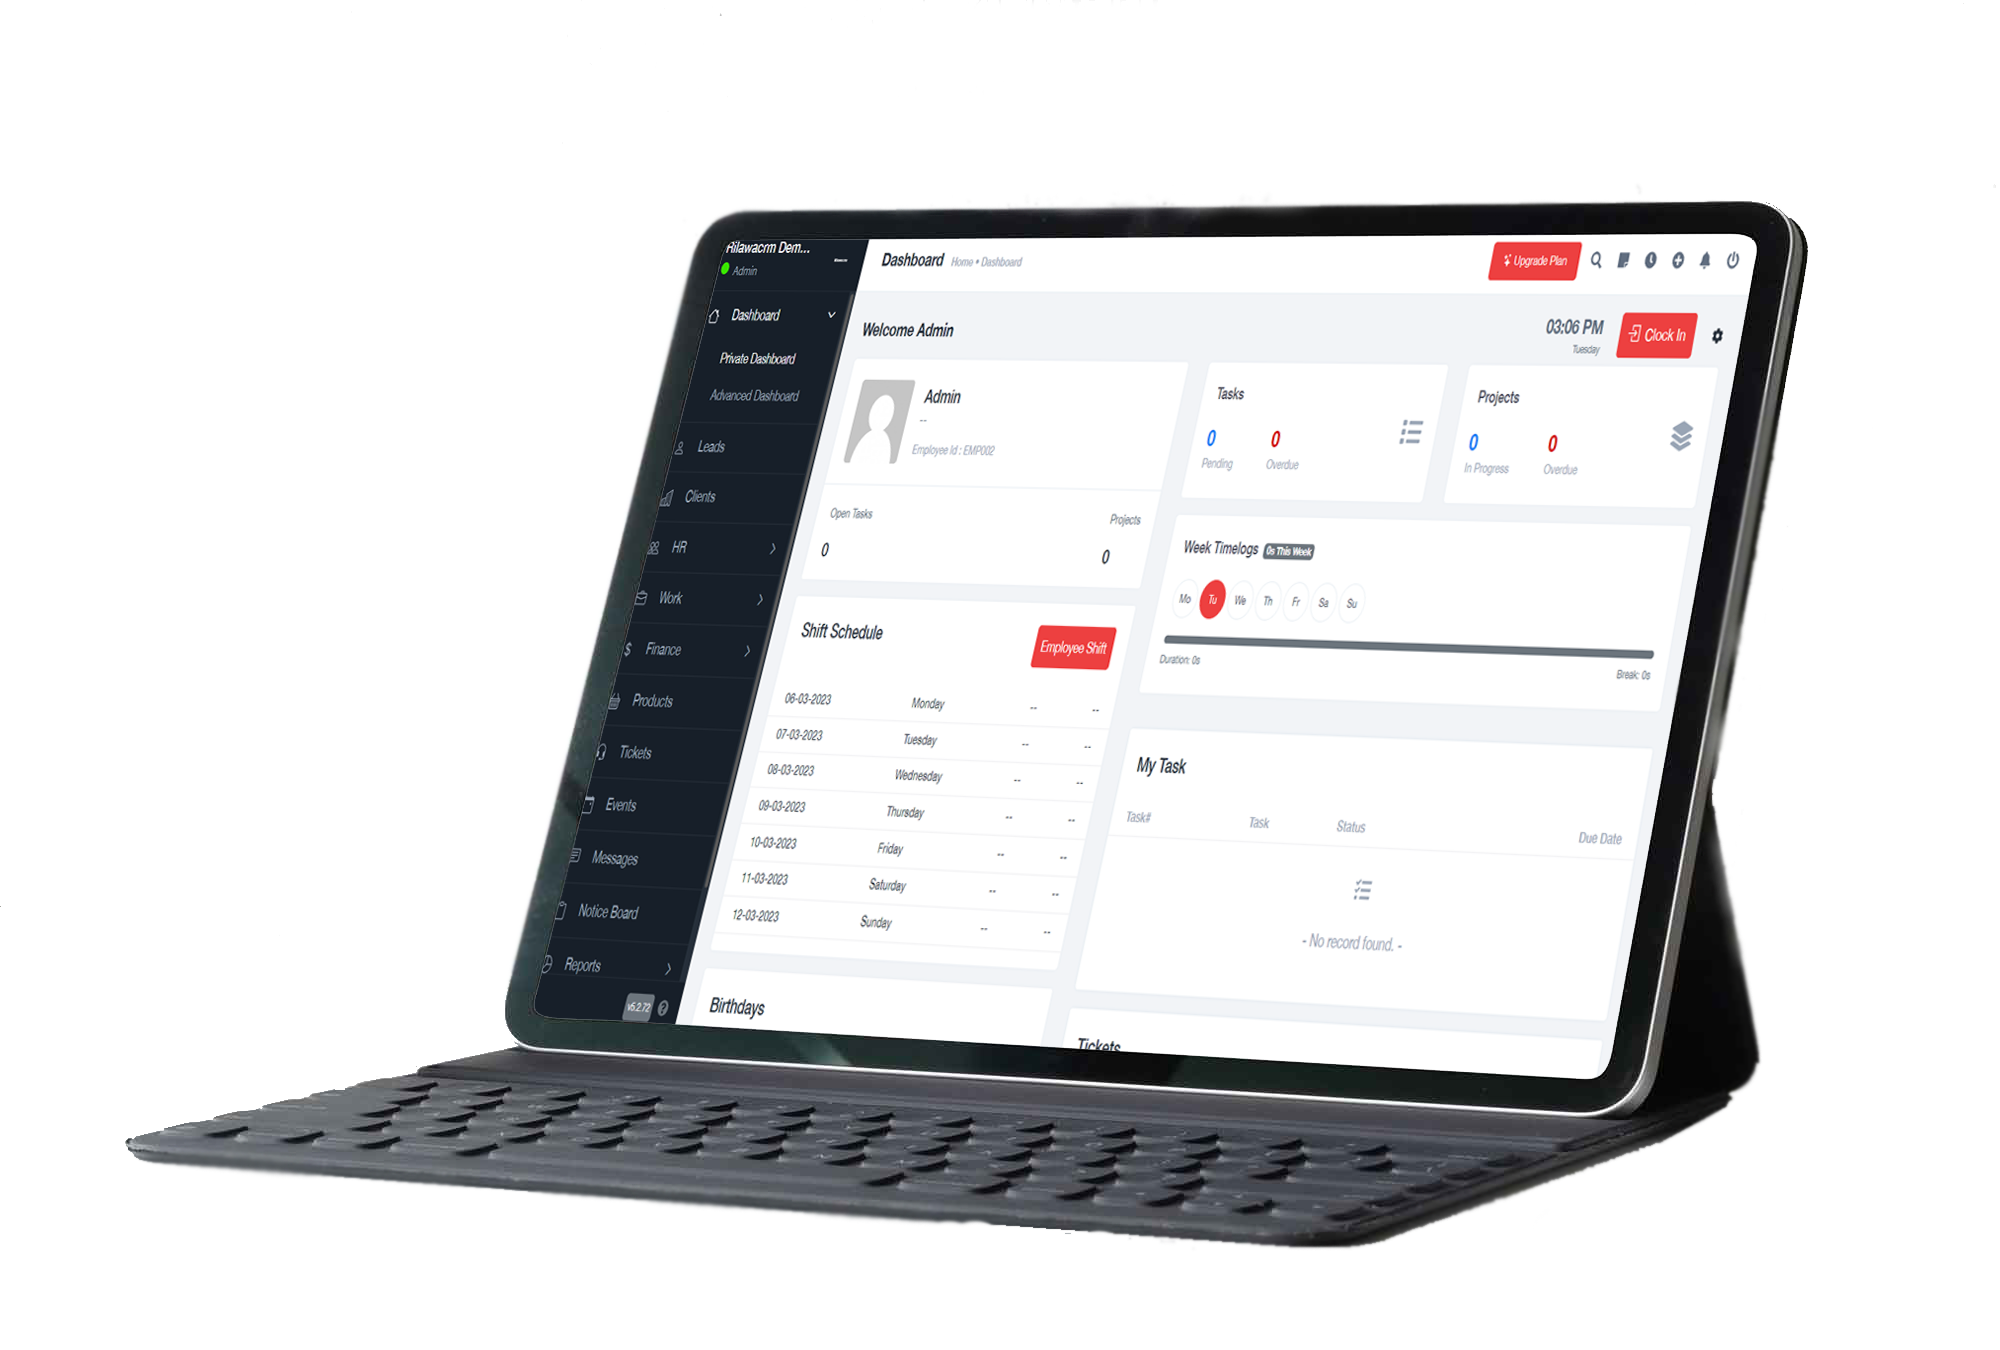 Rilawacrm Dem...
Admin
Dashboard
Private Dashboard
Advanced Dashboard
Leads
Clients
HR
Work
Finance
Products
Tickets
Events
Messages
Notice Board
Reports
v5.2.72
Dashboard Home • Dashboard
Upgrade Plan
Welcome Admin
03:06 PM
Tuesday
Clock In
Admin
--
Employee Id : EMP002
Open Tasks Projects
0 0
Tasks
0 0
Pending Overdue
Projects
0 0
In Progress Overdue
Week Timelogs 0s This Week
Mo Tu We Th Fr Sa Su
Duration: 0s Break: 0s
Shift Schedule Employee Shift
06-03-2023 Monday -- --
07-03-2023 Tuesday -- --
08-03-2023 Wednesday -- --
09-03-2023 Thursday -- --
10-03-2023 Friday -- --
11-03-2023 Saturday -- --
12-03-2023 Sunday -- --
My Task
Task# Task Status Due Date
- No record found. -
Birthdays
Tickets